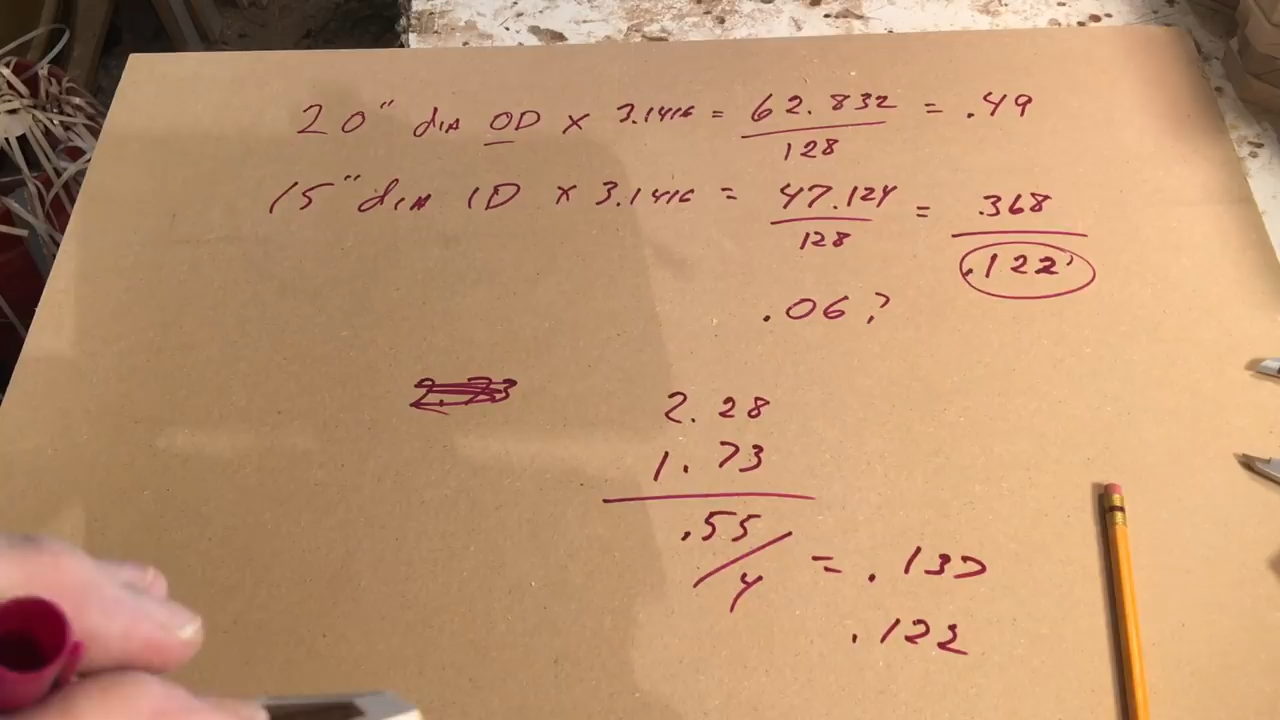 20" dia OD x 3.1416 = 62.832 / 128 = .49
15" dia ID x 3.1416 = 47.124 / 128 = .368
.122
.06?
2.28
1.73
.55 / 4 = .137
.122